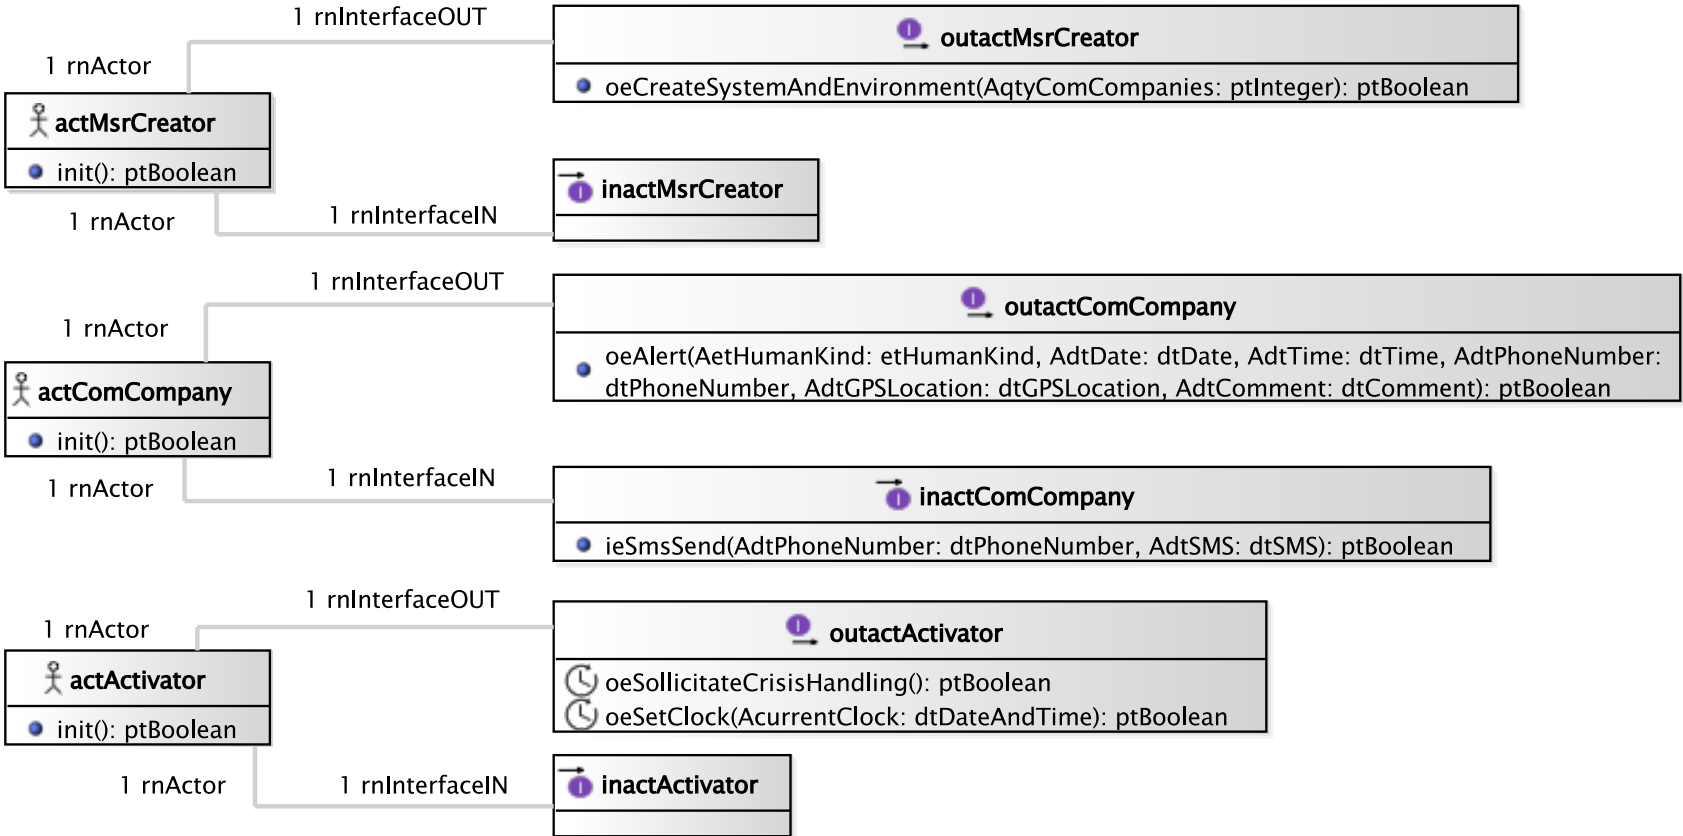 1 rnInterfaceOUT
outactMsrCreator
1 rnActor
oeCreateSystemAndEnvironment(AqtyComCompanies: ptInteger): ptBoolean
actMsrCreator
init(): ptBoolean
inactMsrCreator
1 rnActor
1 rnInterfaceIN
1 rnInterfaceOUT
outactComCompany
1 rnActor
oeAlert(AetHumanKind: etHumanKind, AdtDate: dtDate, AdtTime: dtTime, AdtPhoneNumber:
dtPhoneNumber, AdtGPSLocation: dtGPSLocation, AdtComment: dtComment): ptBoolean
actComCompany
init(): ptBoolean
1 rnActor
1 rnInterfaceIN
inactComCompany
ieSmsSend(AdtPhoneNumber: dtPhoneNumber, AdtSMS: dtSMS): ptBoolean
1 rnInterfaceOUT
1 rnActor
outactActivator
actActivator
oeSollicitateCrisisHandling(): ptBoolean
oeSetClock(AcurrentClock: dtDateAndTime): ptBoolean
init(): ptBoolean
1 rnActor
1 rnInterfaceIN
inactActivator